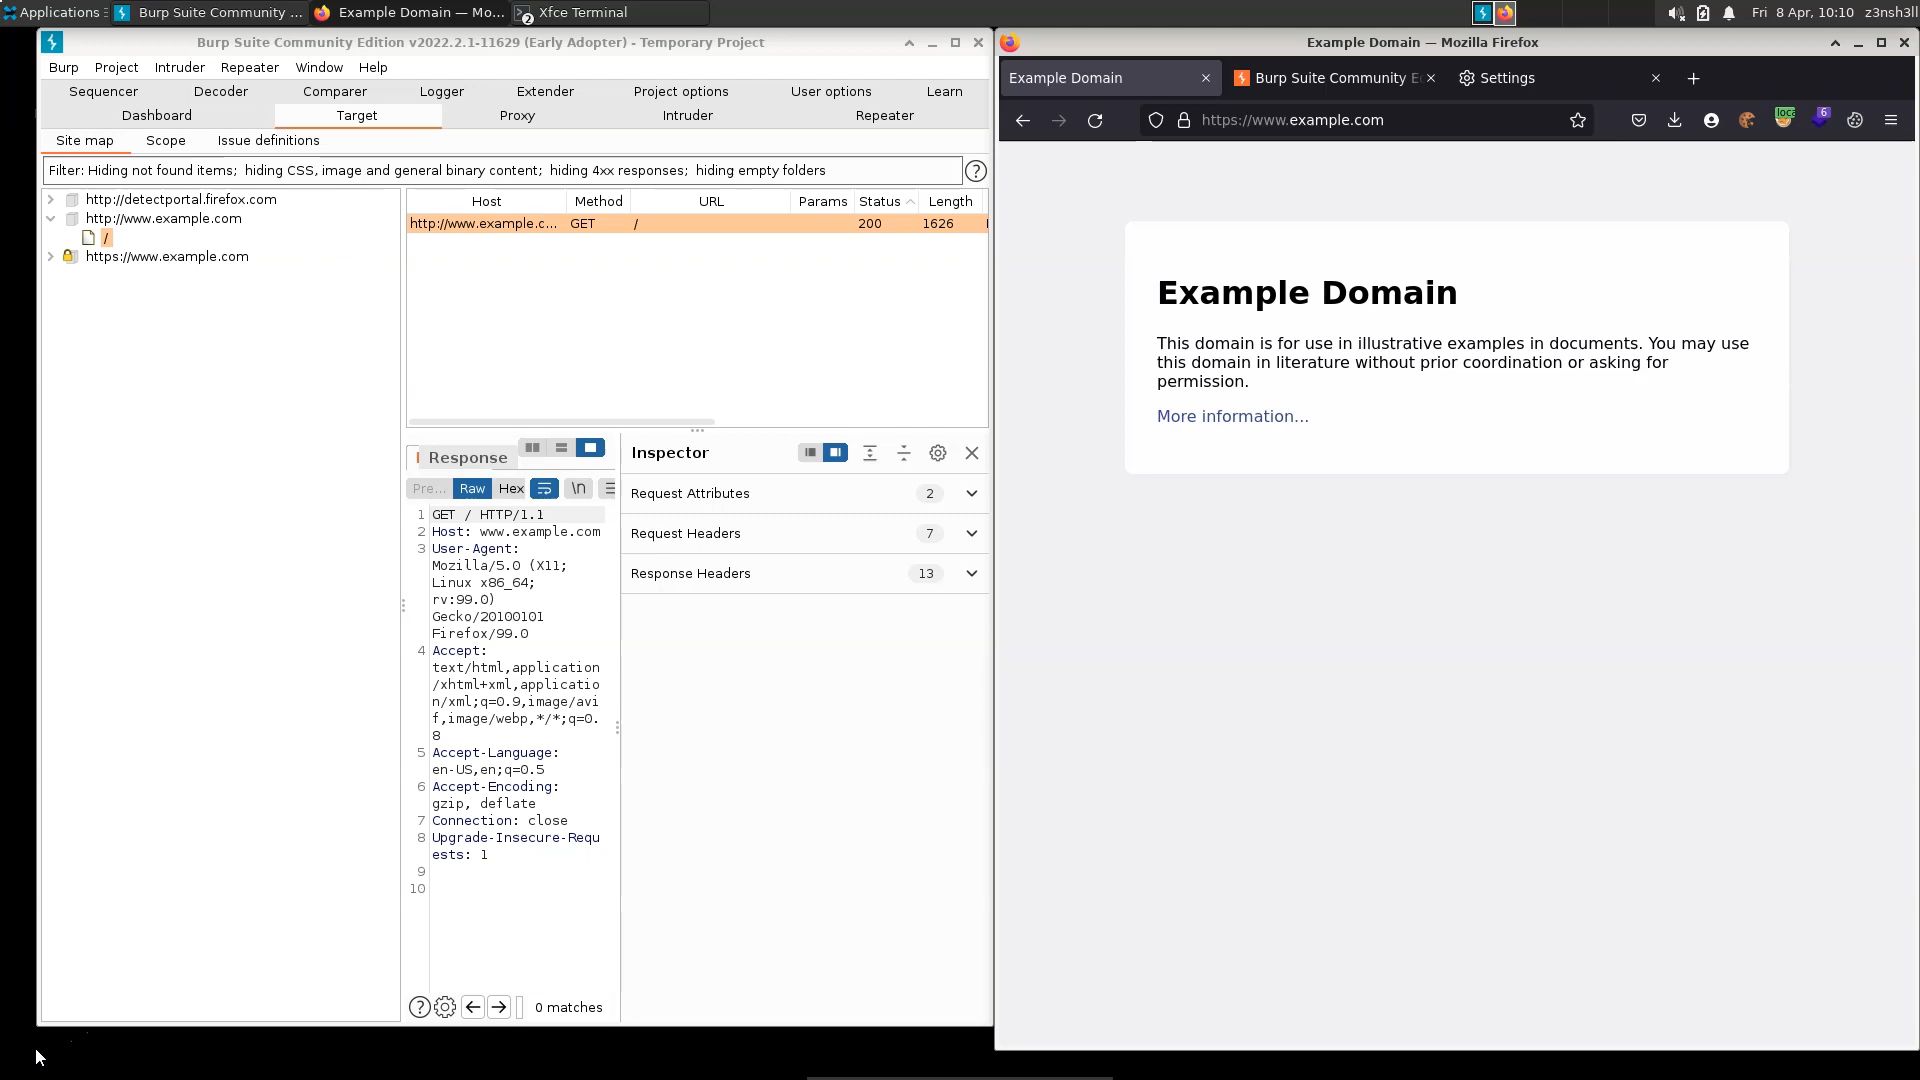 Applications
Burp Suite Community ...
Example Domain — Mo...
2
Xfce Terminal
Fri 8 Apr, 10:10
z3nsh3ll
Burp Suite Community Edition v2022.2.1-11629 (Early Adopter) - Temporary Project
Burp Project Intruder Repeater Window Help
Sequencer Decoder Comparer Logger Extender Project options User options Learn
Dashboard Target Proxy Intruder Repeater
Site map Scope Issue definitions
Filter: Hiding not found items; hiding CSS, image and general binary content; hiding 4xx responses; hiding empty folders
?
http://detectportal.firefox.com
http://www.example.com
/
https://www.example.com
Host Method URL Params Status Length
http://www.example.c... GET / 200 1626
Response
Pre... Raw Hex \n
1 GET / HTTP/1.1
2 Host: www.example.com
3 User-Agent:
Mozilla/5.0 (X11;
Linux x86_64;
rv:99.0)
Gecko/20100101
Firefox/99.0
4 Accept:
text/html,application
/xhtml+xml,applicatio
n/xml;q=0.9,image/avi
f,image/webp,*/*;q=0.
8
5 Accept-Language:
en-US,en;q=0.5
6 Accept-Encoding:
gzip, deflate
7 Connection: close
8 Upgrade-Insecure-Requ
ests: 1
9
10
? 0 matches
Inspector
Request Attributes 2
Request Headers 7
Response Headers 13
Example Domain — Mozilla Firefox
Example Domain
Burp Suite Community E
Settings
https://www.example.com
loca
6
Example Domain
This domain is for use in illustrative examples in documents. You may use
this domain in literature without prior coordination or asking for
permission.
More information...